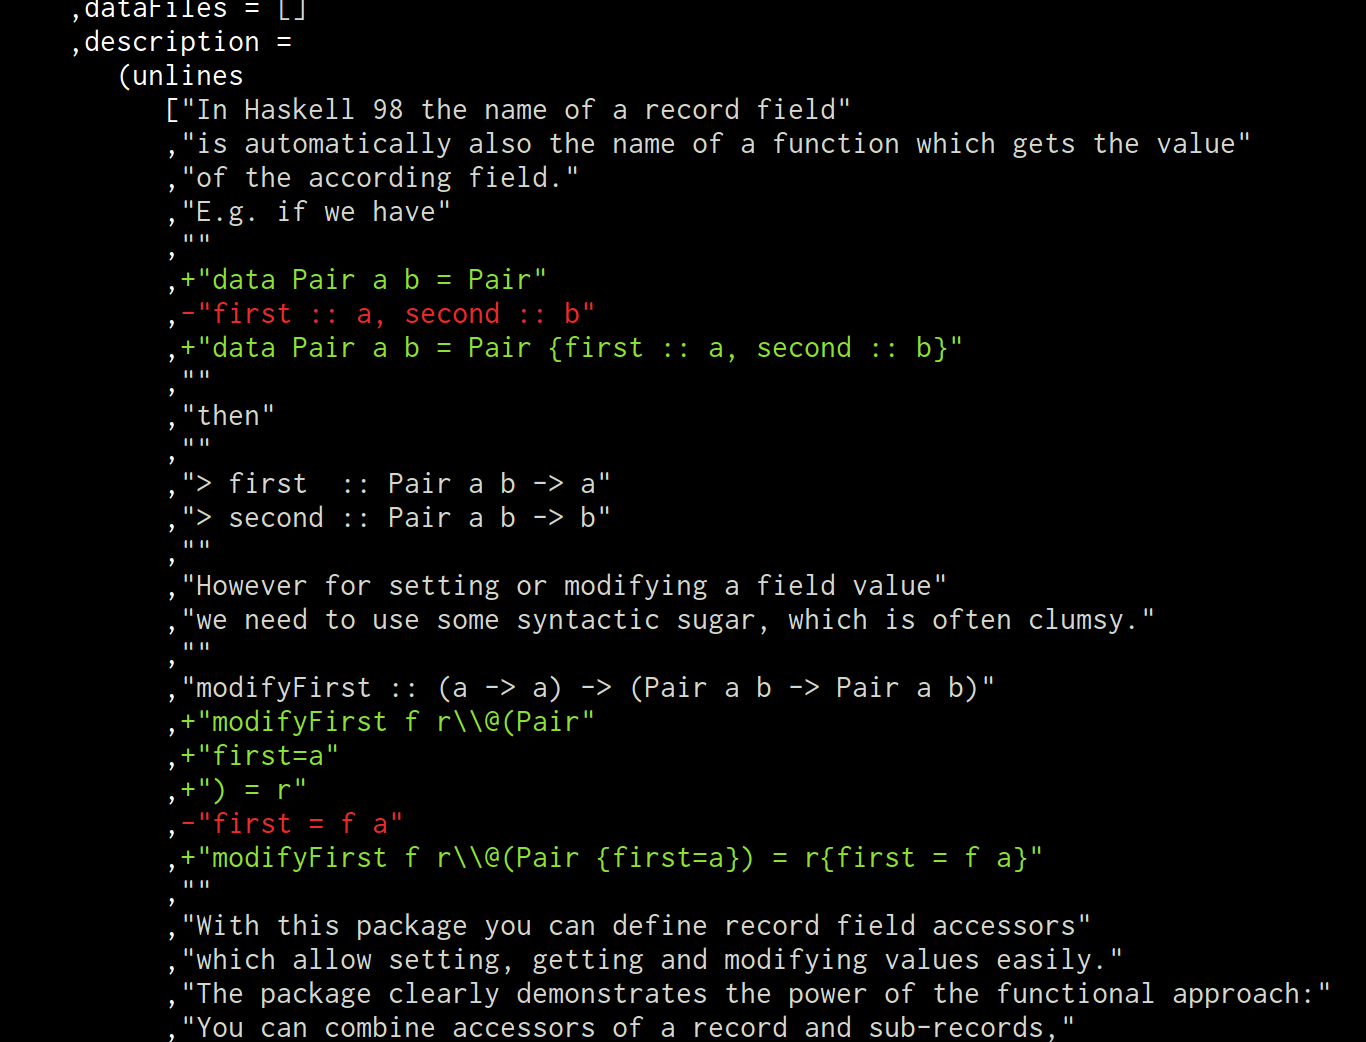 ,dataFiles = []
,description =
(unlines
["In Haskell 98 the name of a record field"
,"is automatically also the name of a function which gets the value"
,"of the according field."
,"E.g. if we have"
,""
,+"data Pair a b = Pair"
,-"first :: a, second :: b"
,+"data Pair a b = Pair {first :: a, second :: b}"
,""
,"then"
,""
,"> first  :: Pair a b -> a"
,"> second :: Pair a b -> b"
,""
,"However for setting or modifying a field value"
,"we need to use some syntactic sugar, which is often clumsy."
,""
,"modifyFirst :: (a -> a) -> (Pair a b -> Pair a b)"
,+"modifyFirst f r\\@(Pair"
,+"first=a"
,+") = r"
,-"first = f a"
,+"modifyFirst f r\\@(Pair {first=a}) = r{first = f a}"
,""
,"With this package you can define record field accessors"
,"which allow setting, getting and modifying values easily."
,"The package clearly demonstrates the power of the functional approach:"
,"You can combine accessors of a record and sub-records,"